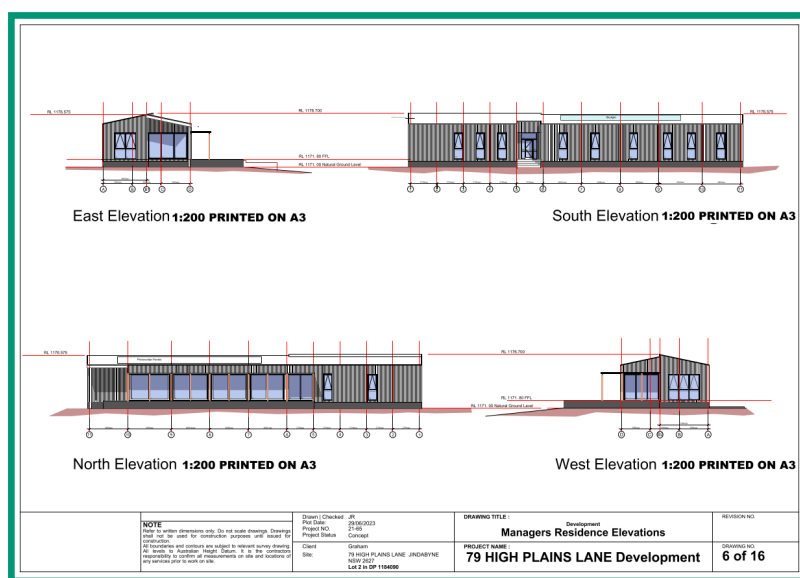 RL 1176.575
RL 1176.700
RL 1176.575
Skylight
RL 1171. 80 FFL
RL 1171. 00 Natural Ground Level
East Elevation 1:200 PRINTED ON A3
South Elevation 1:200 PRINTED ON A3
RL 1176.575
RL 1176.700
RL 1171. 80 FFL
RL 1171. 00 Natural Ground Level
North Elevation 1:200 PRINTED ON A3
West Elevation 1:200 PRINTED ON A3
NOTE
Refer to written dimensions only. Do not scale drawings. Drawings
shall not be used for construction purposes until issued for
construction.
All boundaries and contours are subject to relevant survey drawing.
All levels to Australian Height Datum. It is the contractors
responsibility to confirm all measurements on site and locations of
any services prior to work on site.
Drawn | Checked JR
Plot Date: 29/06/2023
Project NO. 21-65
Project Status Concept
Client Graham
Site: 79 HIGH PLAINS LANE JINDABYNE
NSW 2627
Lot 2 in DP 1184090
DRAWING TITLE :
Development
Managers Residence Elevations
PROJECT NAME :
79 HIGH PLAINS LANE Development
REVISION NO.
DRAWING NO.
6 of 16